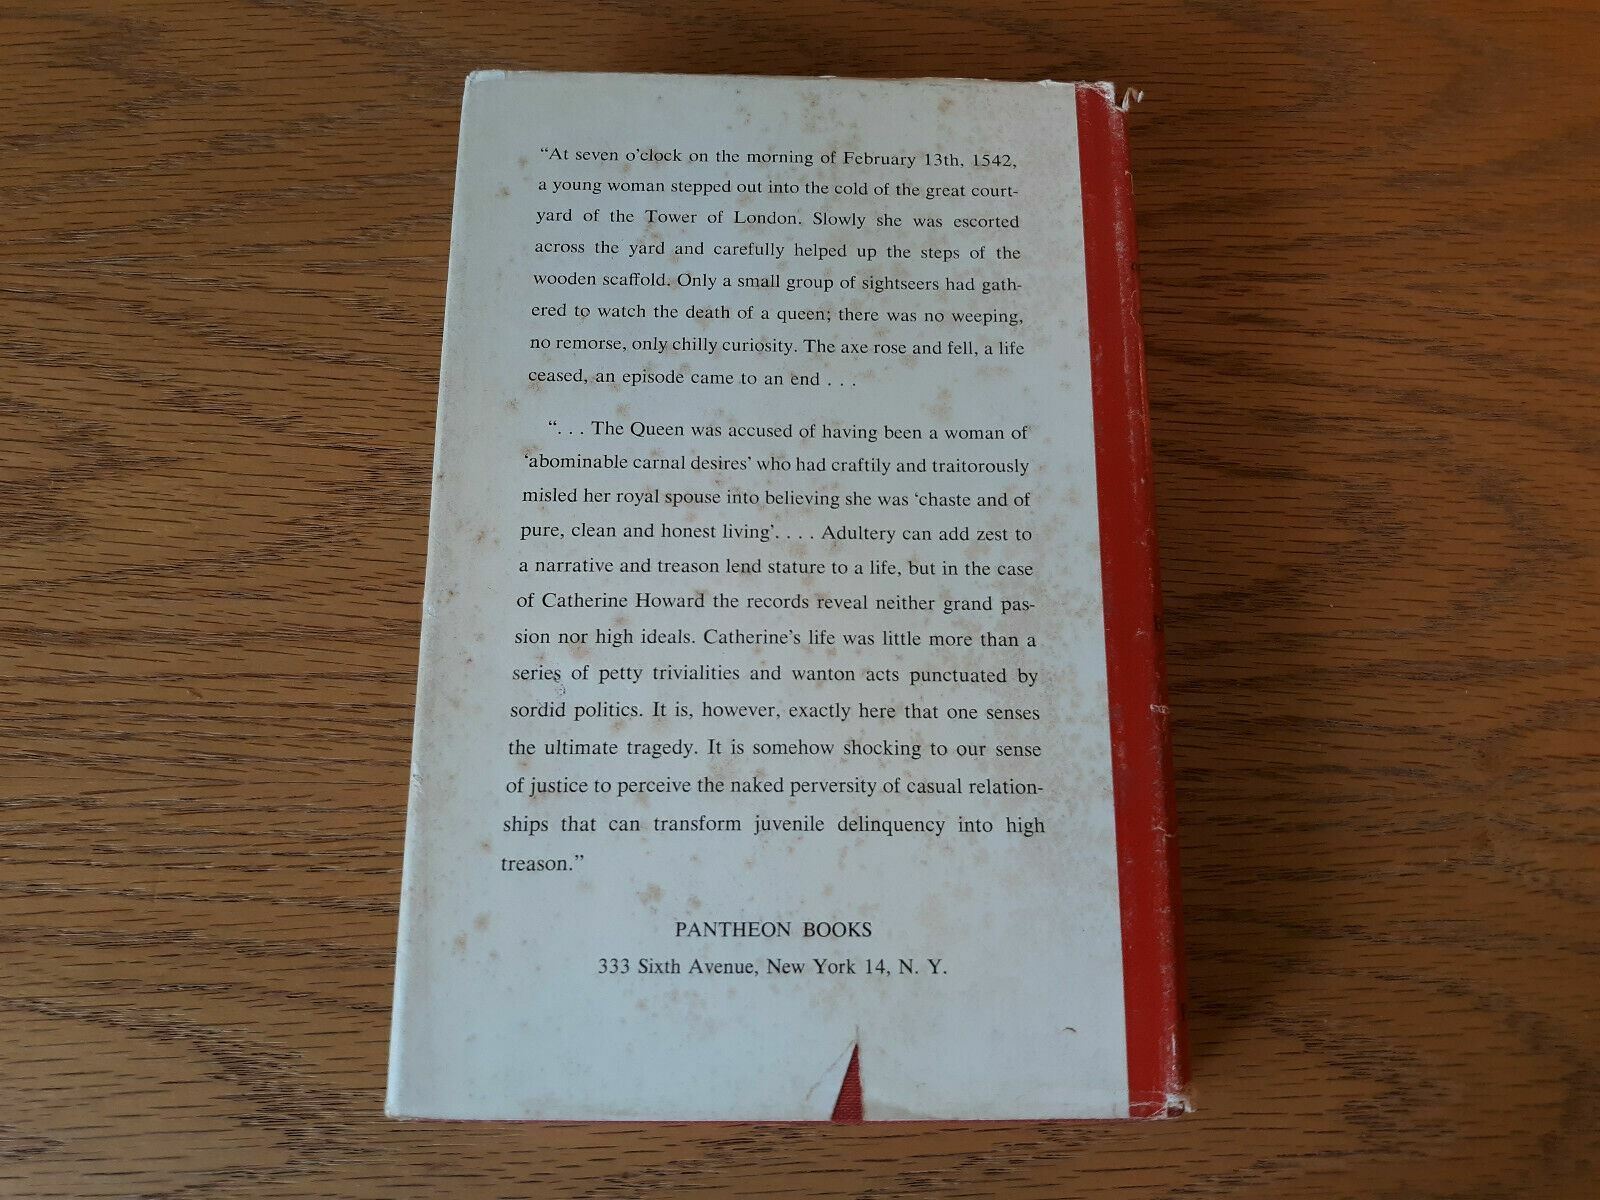 “At seven o’clock on the morning of February 13th, 1542,
a young woman stepped out into the cold of the great court-
yard of the Tower of London. Slowly she was escorted
across the yard and carefully helped up the steps of the
wooden scaffold. Only a small group of sightseers had gath-
ered to watch the death of a queen; there was no weeping,
no remorse, only chilly curiosity. The axe rose and fell, a life
ceased, an episode came to an end . . .
“. . . The Queen was accused of having been a woman of
‘abominable carnal desires’ who had craftily and traitorously
misled her royal spouse into believing she was ‘chaste and of
pure, clean and honest living’. . . . Adultery can add zest to
a narrative and treason lend stature to a life, but in the case
of Catherine Howard the records reveal neither grand pas-
sion nor high ideals. Catherine’s life was little more than a
series of petty trivialities and wanton acts punctuated by
sordid politics. It is, however, exactly here that one senses
the ultimate tragedy. It is somehow shocking to our sense
of justice to perceive the naked perversity of casual relation-
ships that can transform juvenile delinquency into high
treason.”
PANTHEON BOOKS
333 Sixth Avenue, New York 14, N. Y.